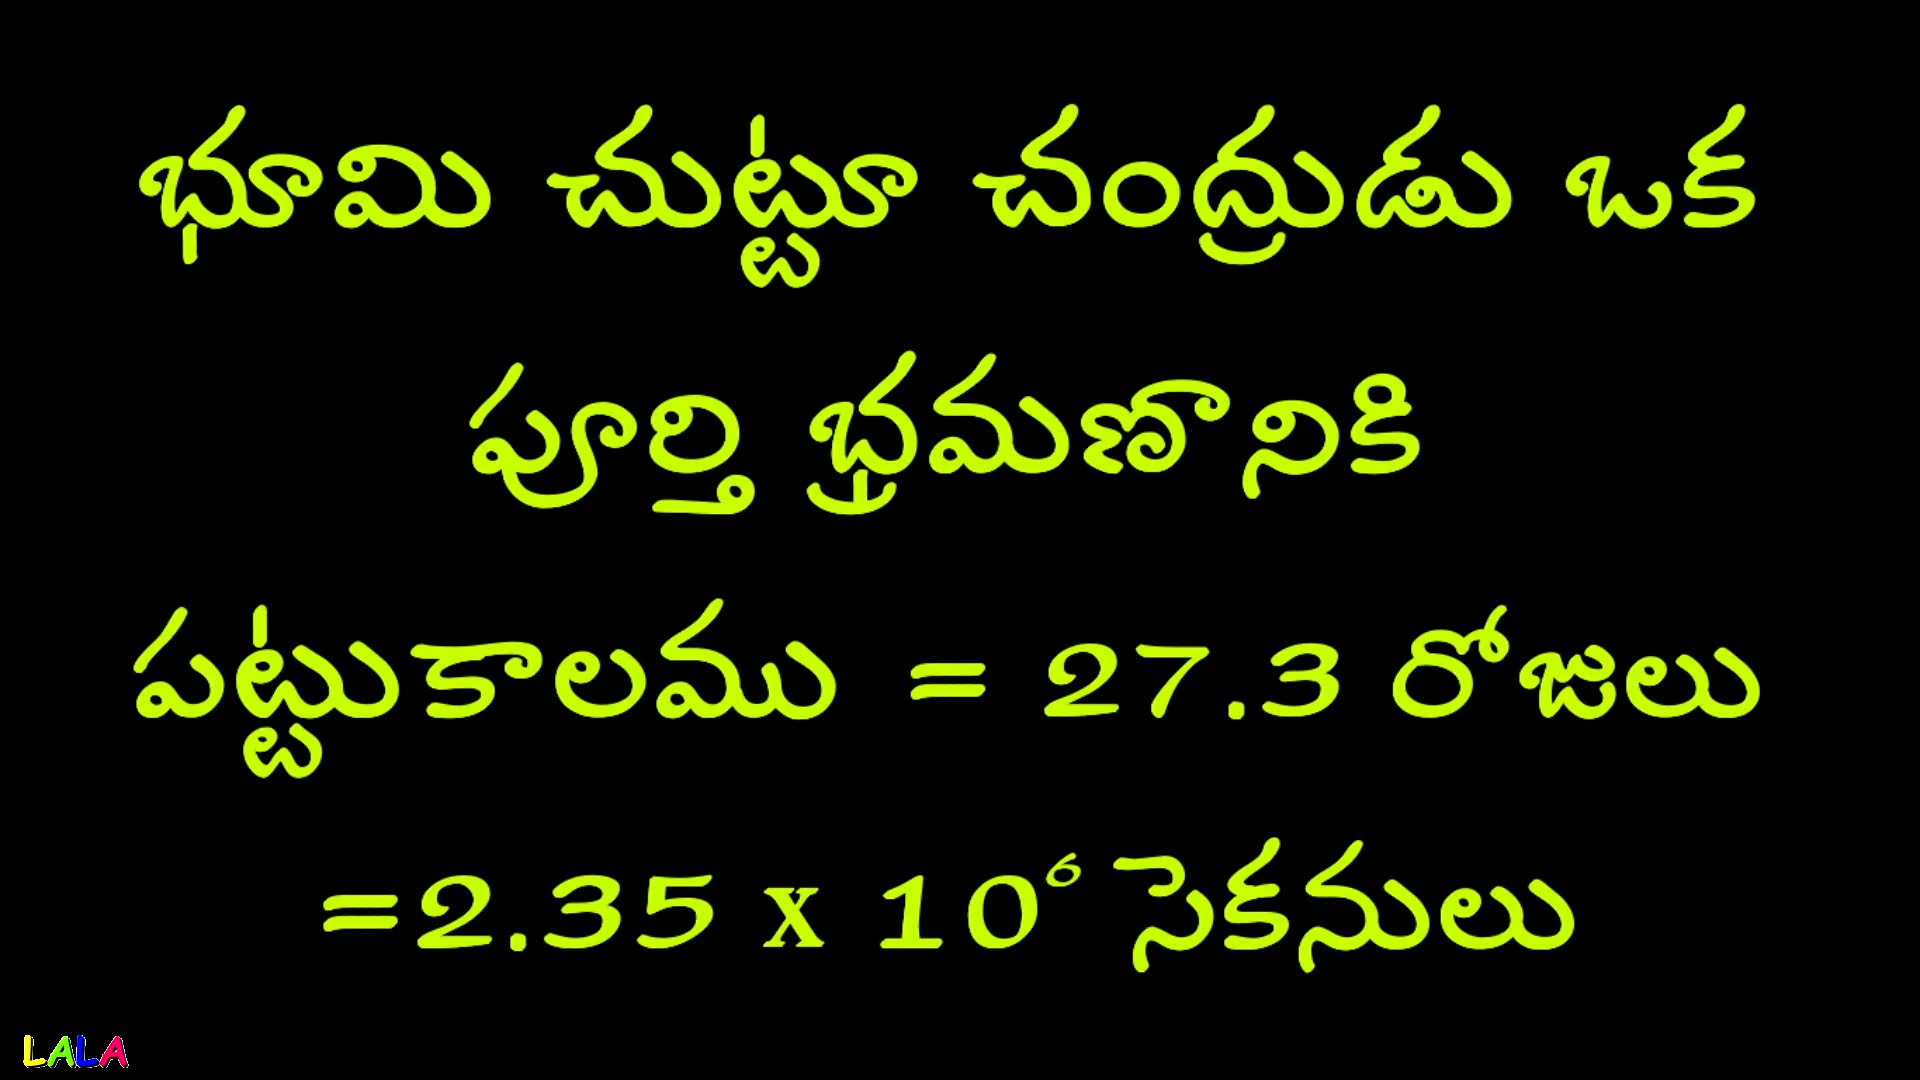 భూమి చుట్టూ చంద్రుడు ఒక
పూర్తి భ్రమణానికి
పట్టుకాలము = 27.3 రోజులు
=2.35 x 10⁶ సెకనులు
LALA